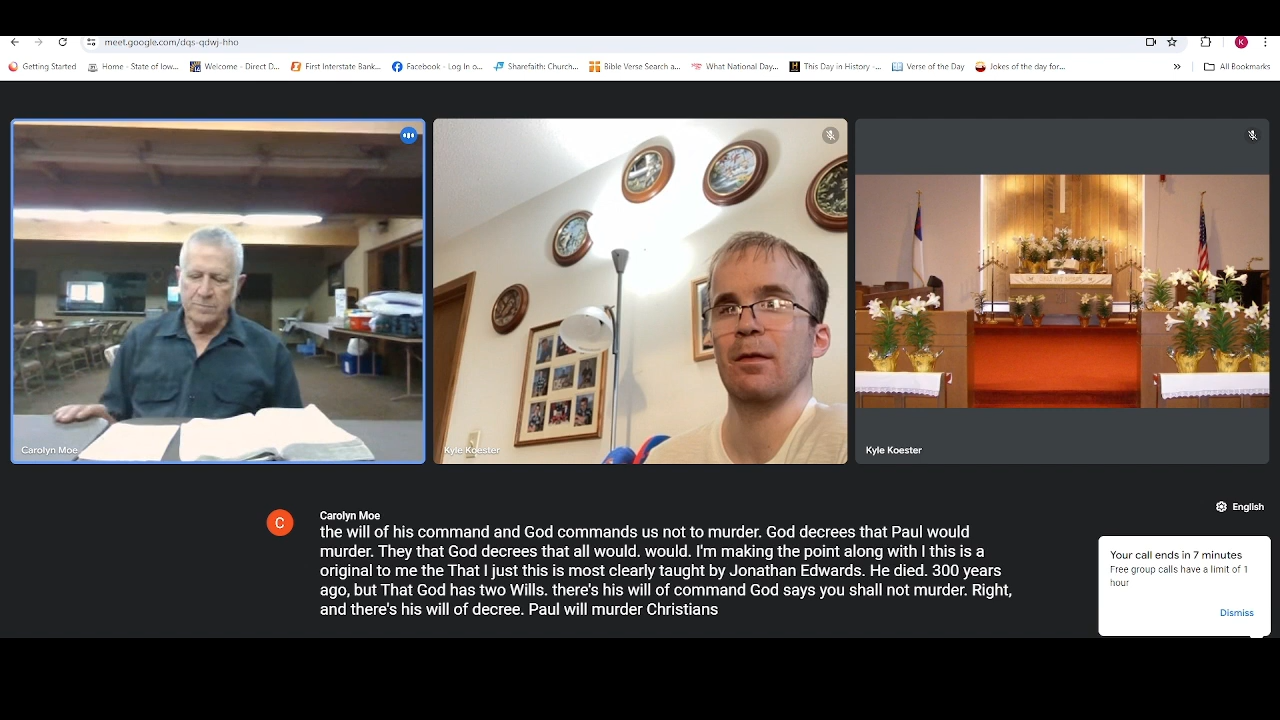 meet.google.com/dqs-qdwj-hho
K
Getting Started
Home - State of Iow...
Welcome - Direct D...
First Interstate Bank...
Facebook - Log In o...
Sharefaith: Church...
Bible Verse Search a...
What National Day...
This Day in History -...
Verse of the Day
Jokes of the day for...
»
All Bookmarks
Carolyn Moe
Kyle Koester
Kyle Koester
English
C
Carolyn Moe
the will of his command and God commands us not to murder. God decrees that Paul would
murder. They that God decrees that all would. would. I'm making the point along with I this is a
original to me the That I just this is most clearly taught by Jonathan Edwards. He died. 300 years
ago, but That God has two Wills. there's his will of command God says you shall not murder. Right,
and there's his will of decree. Paul will murder Christians
Your call ends in 7 minutes
Free group calls have a limit of 1
hour
Dismiss